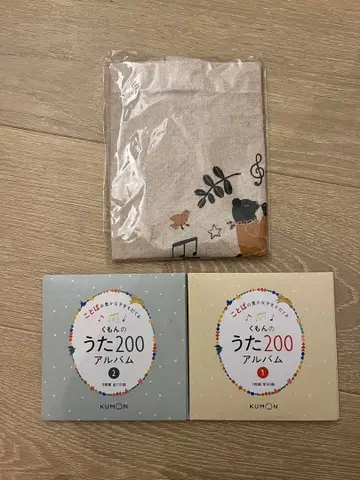 ことばの豊かな子をそだてる
くもんの
うた200
アルバム
2
KUMON
ことばの豊かな子をそだてる
くもんの
うた200
アルバム
1
KUMON